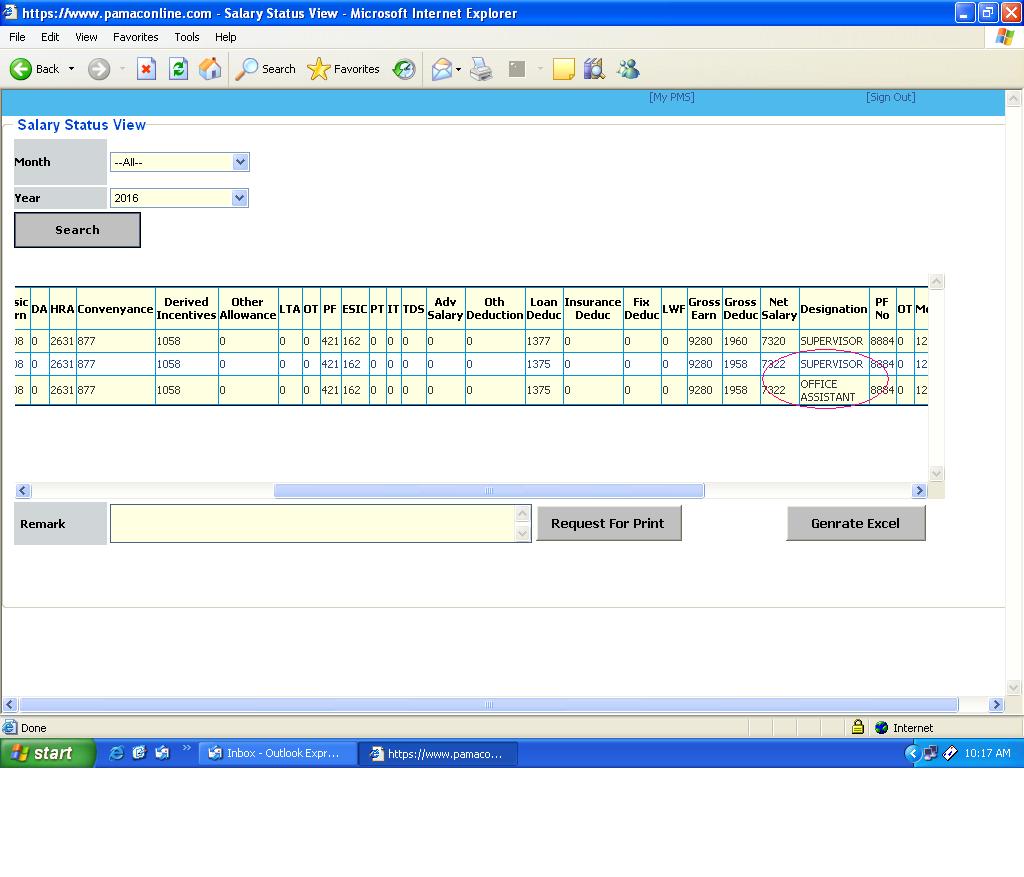 https://www.pamaconline.com - Salary Status View - Microsoft Internet Explorer
File Edit View Favorites Tools Help
Back Search Favorites
[My PMS] [Sign Out]
Salary Status View
Month --All--
Year 2016
Search
sic rn DA HRA Convenyance Derived Incentives Other Allowance LTA OT PF ESIC PT IT TDS Adv Salary Oth Deduction Loan Deduc Insurance Deduc Fix Deduc LWF Gross Earn Gross Deduc Net Salary Designation PF No OT
08 0 2631 877 1058 0 0 0 421 162 0 0 0 0 0 1377 0 0 0 9280 1960 7320 SUPERVISOR 8884 0 12
08 0 2631 877 1058 0 0 0 421 162 0 0 0 0 0 1375 0 0 0 9280 1958 7322 SUPERVISOR 8884 0 12
08 0 2631 877 1058 0 0 0 421 162 0 0 0 0 0 1375 0 0 0 9280 1958 7322 OFFICE ASSISTANT 8884 0 12
Remark Request For Print Genrate Excel
Done Internet
start Inbox - Outlook Expr... https://www.pamaco... 10:17 AM